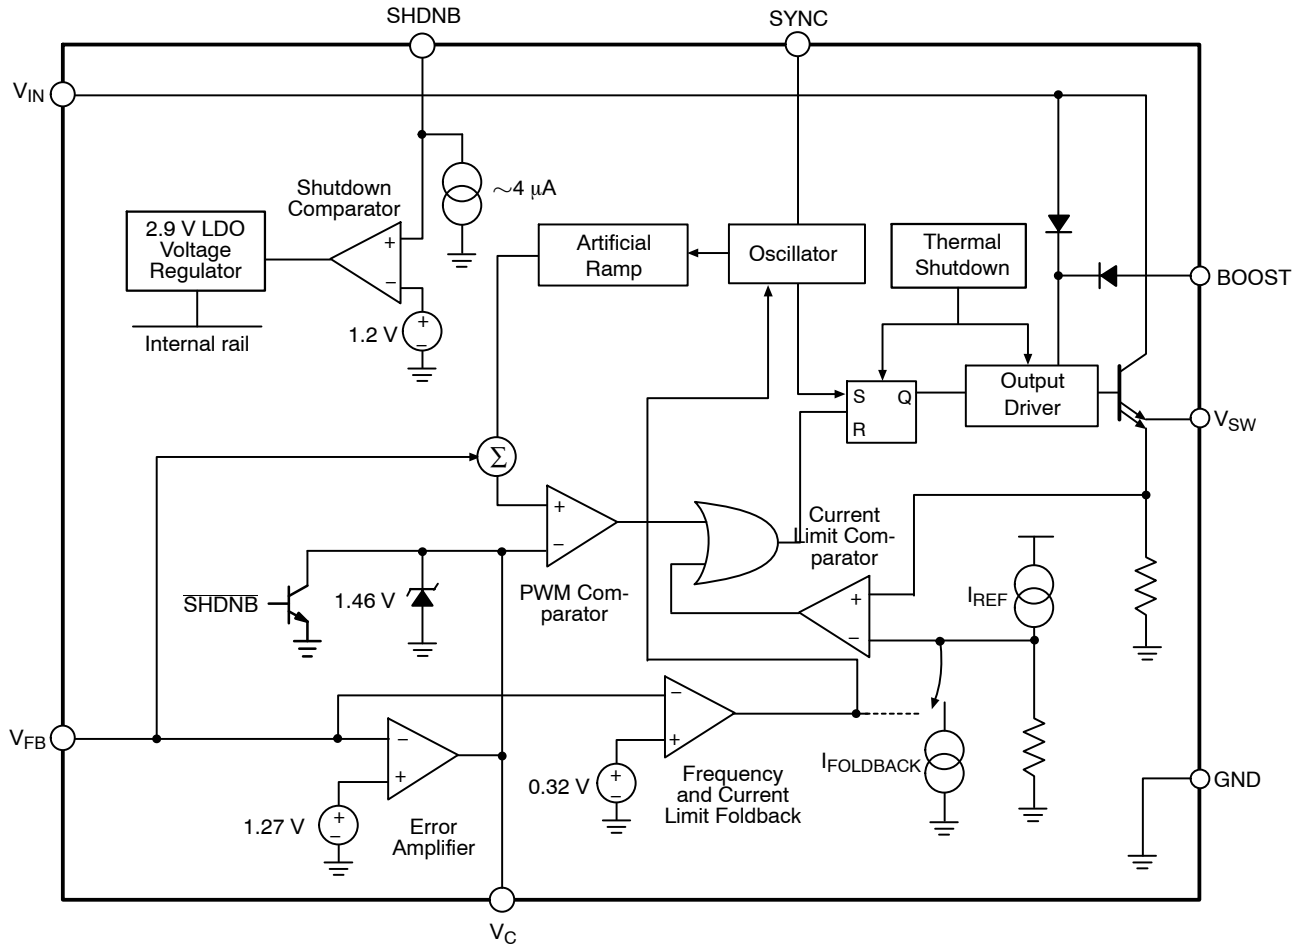 SHDNB
SYNC
V_IN
~4 μA
Shutdown
Comparator
2.9 V LDO
Voltage
Regulator
Artificial
Ramp
Oscillator
Thermal
Shutdown
BOOST
+
−
1.2 V
+
−
Internal rail
Output
Driver
S
Q
R
V_SW
Σ
+
−
Current
Limit Com-
parator
PWM Com-
parator
SHDNB
1.46 V
+
−
I_REF
V_FB
−
+
−
+
0.32 V
+
−
Frequency
and Current
Limit Foldback
I_FOLDBACK
GND
1.27 V
+
−
Error
Amplifier
V_C